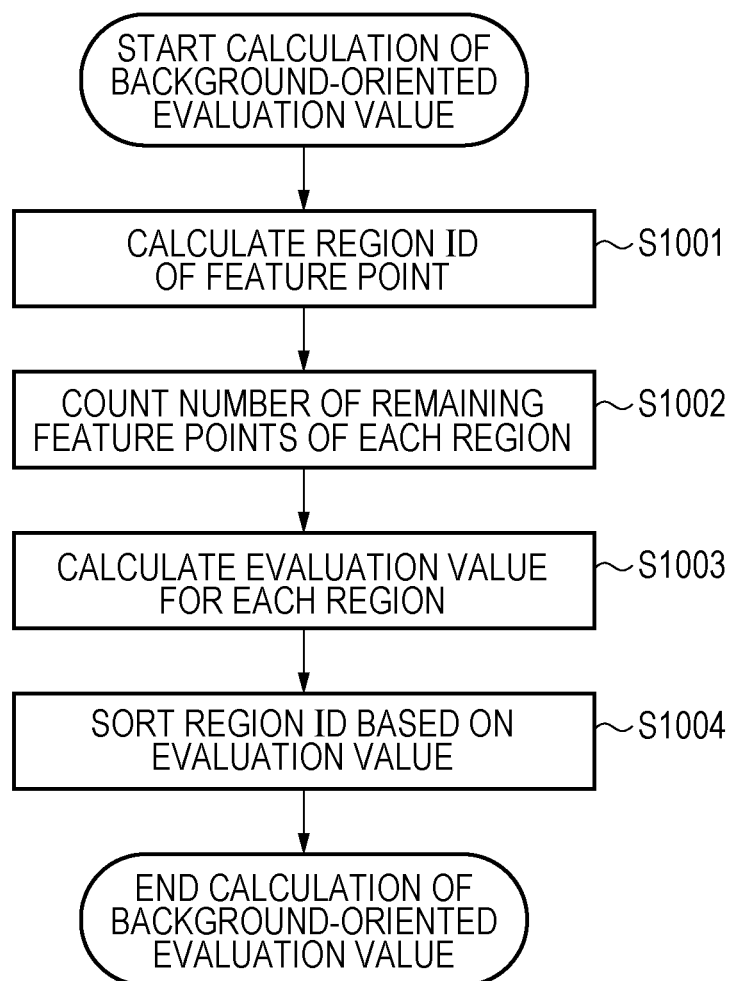 START CALCULATION OF
BACKGROUND-ORIENTED
EVALUATION VALUE
CALCULATE REGION ID
OF FEATURE POINT
S1001
COUNT NUMBER OF REMAINING
FEATURE POINTS OF EACH REGION
S1002
CALCULATE EVALUATION VALUE
FOR EACH REGION
S1003
SORT REGION ID BASED ON
EVALUATION VALUE
S1004
END CALCULATION OF
BACKGROUND-ORIENTED
EVALUATION VALUE